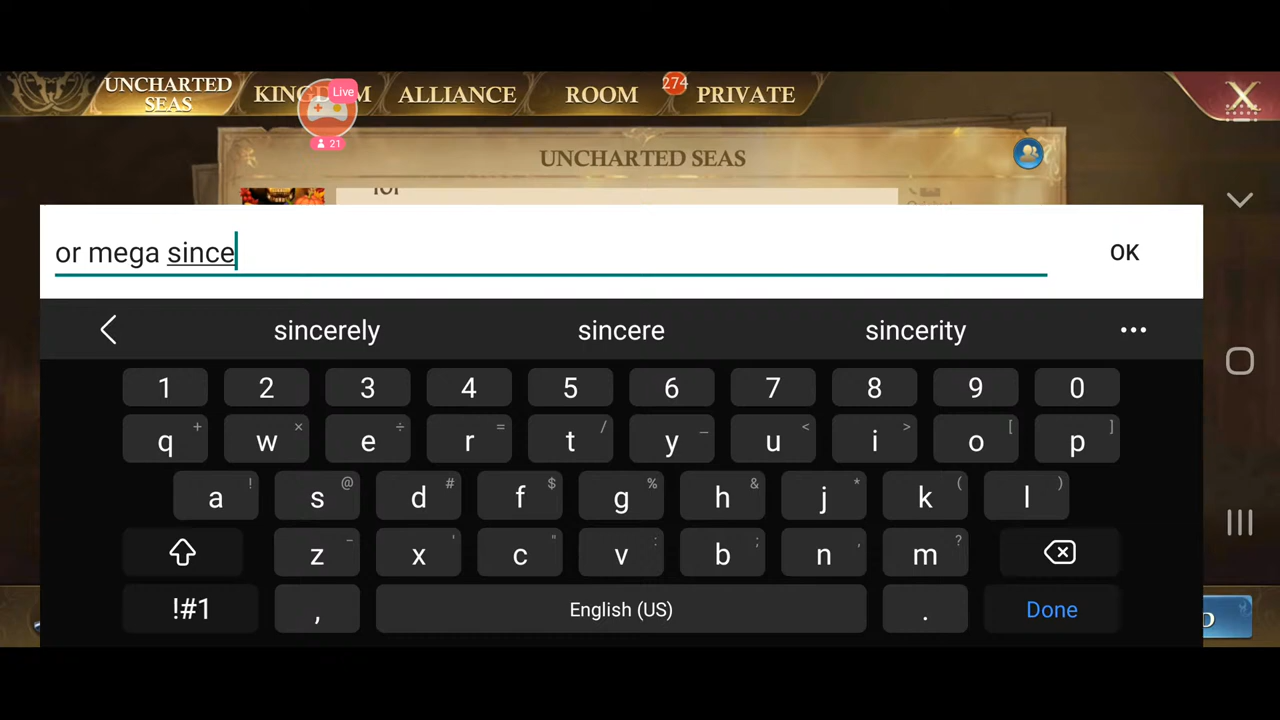 UNCHARTED SEAS
KINGDOM
ALLIANCE
ROOM
274
PRIVATE
X
Live
21
UNCHARTED SEAS
or mega since
OK
sincerely sincere sincerity
1 2 3 4 5 6 7 8 9 0
q + w × e ÷ r = t / y _ u < i > o [ p ]
a ! s @ d # f $ g % h & j * k ( l )
z - x ' c " v : b ; n , m ?
!#1 , English (US) . Done
D